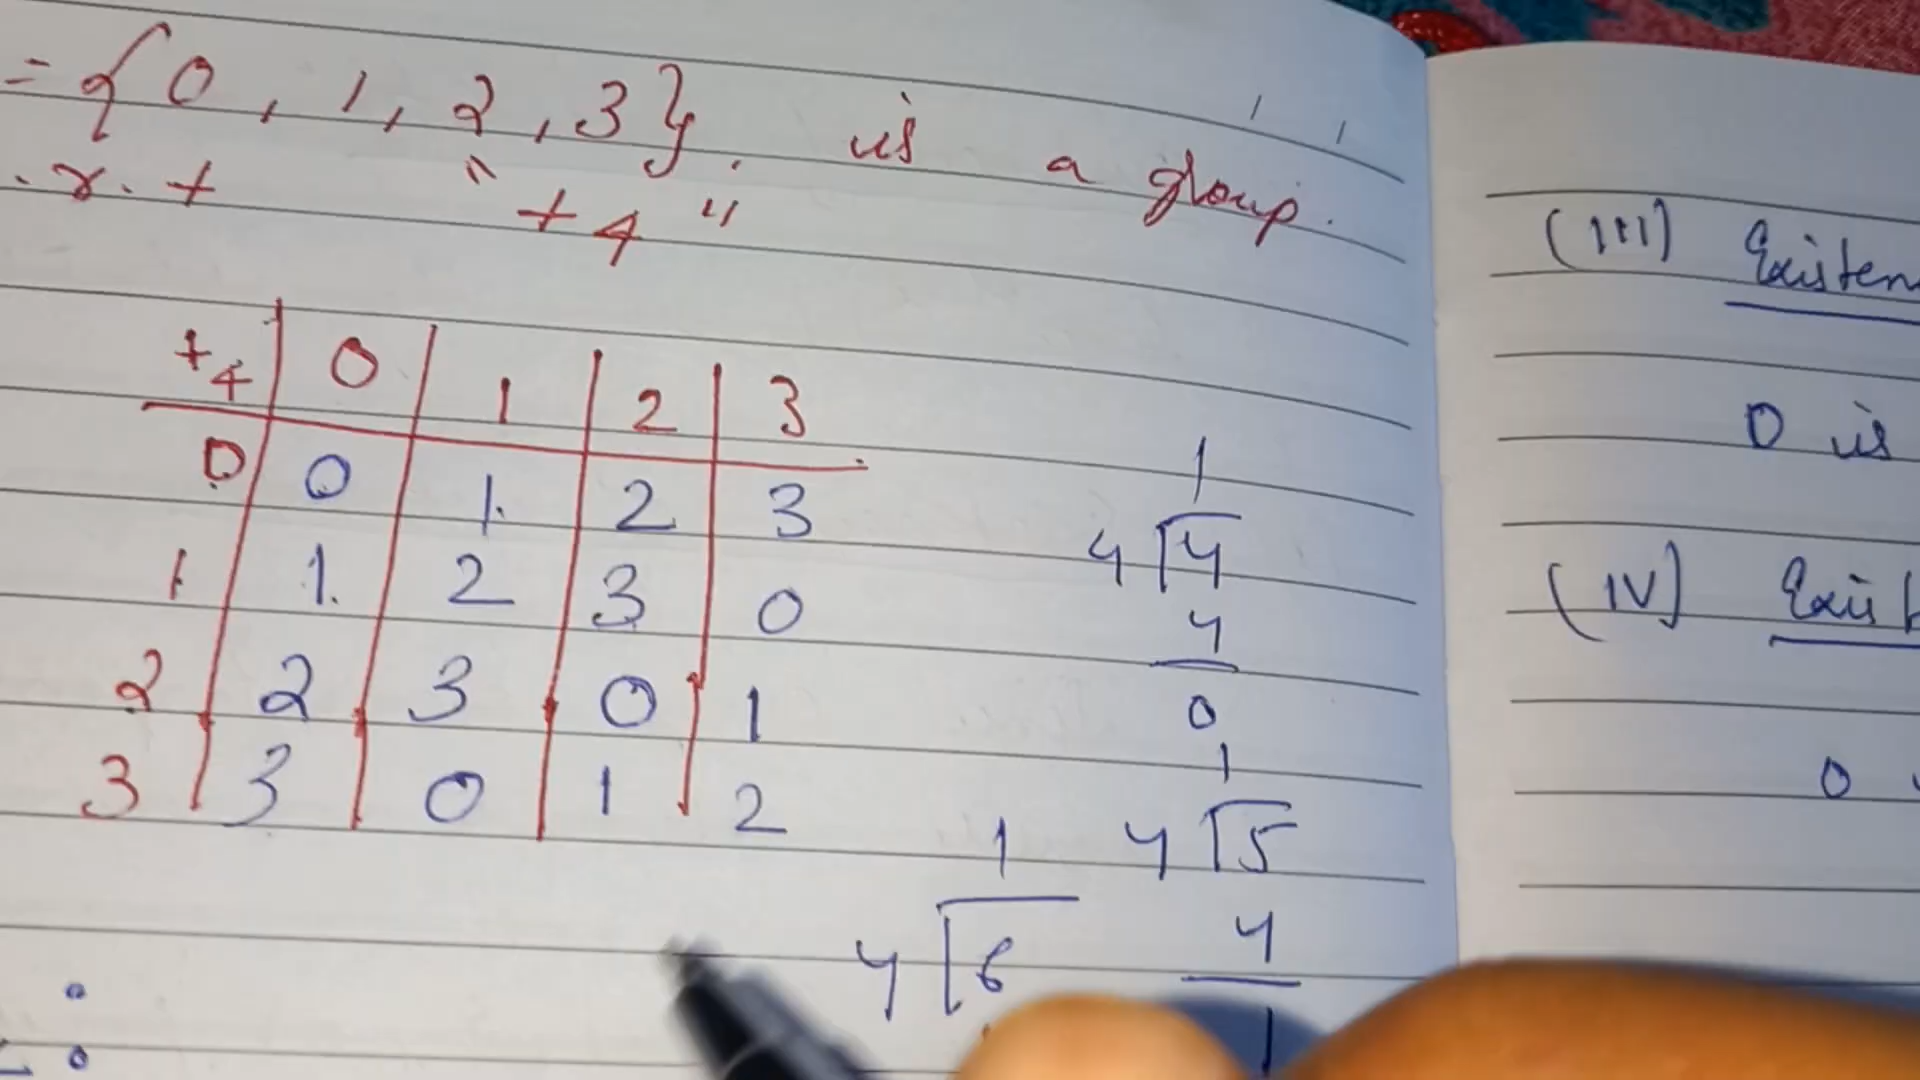 = { 0 , 1 , 2 , 3 } . is a group.
. r. t " +4 "
+4 0 1 2 3
0 0 1. 2 3
1 1. 2 3 0
2 2 3 0 1
3 3 0 1 2
1
4 4
4
0
1
4 5
4
1
1
4 6
(III)
0 is
(IV)
0